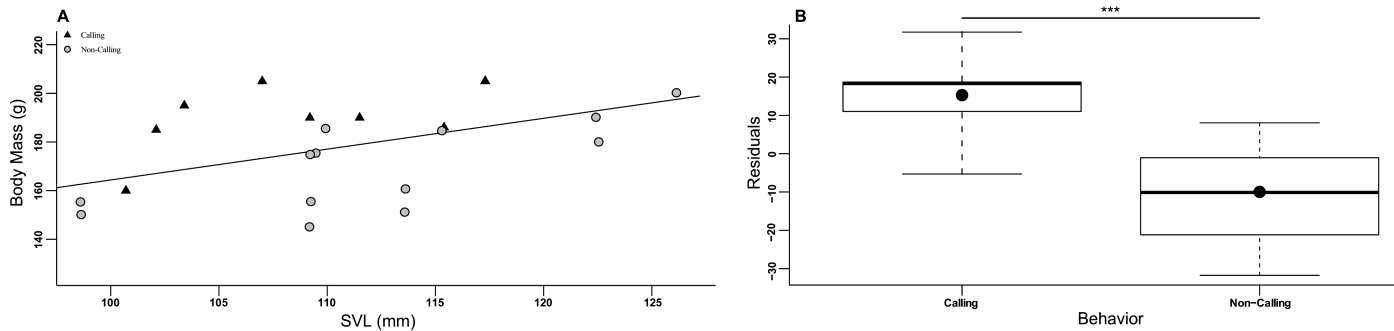 A
Calling
Non-Calling
Body Mass (g)
220
200
180
160
140
100
105
110
115
120
125
SVL (mm)
B
***
Residuals
30
20
10
0
−10
−20
−30
Calling
Non−Calling
Behavior